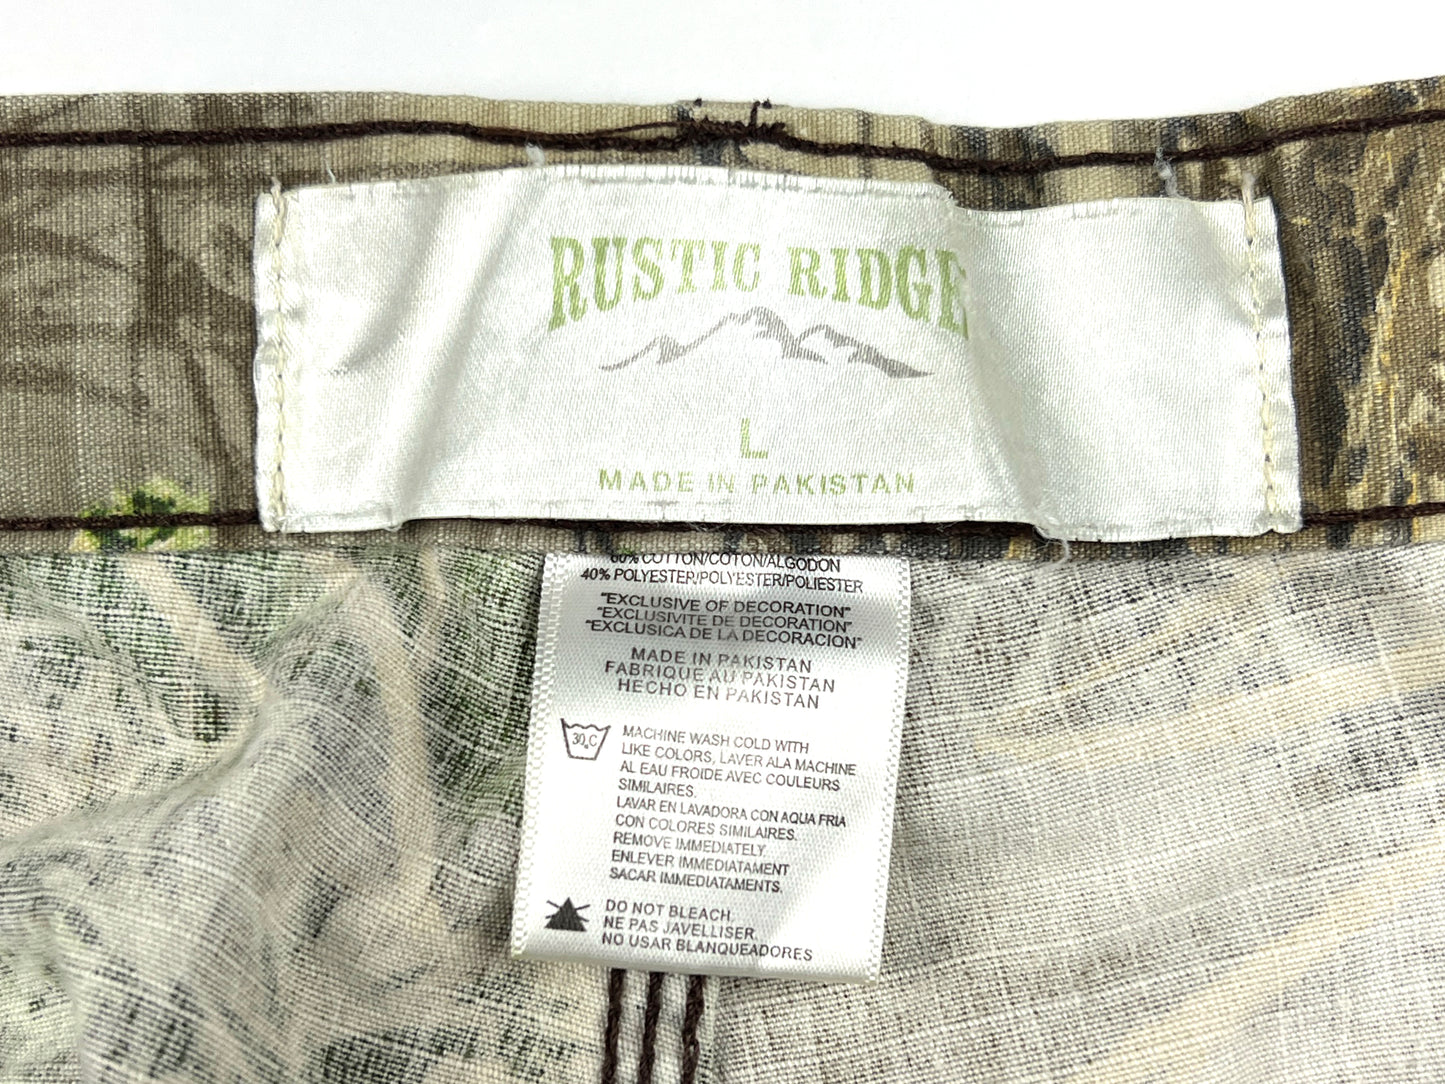 RUSTIC RIDGE
L
MADE IN PAKISTAN
60% COTTON/COTON/ALGODON
40% POLYESTER/POLYESTER/POLIESTER
"EXCLUSIVE OF DECORATION"
"EXCLUSIVITE DE DECORATION"
"EXCLUSICA DE LA DECORACION"
MADE IN PAKISTAN
FABRIQUE AU PAKISTAN
HECHO EN PAKISTAN
30.C
MACHINE WASH COLD WITH
LIKE COLORS, LAVER ALA MACHINE
AL EAU FROIDE AVEC COULEURS
SIMILAIRES.
LAVAR EN LAVADORA CON AQUA FRIA
CON COLORES SIMILAIRES.
REMOVE IMMEDIATELY
ENLEVER IMMEDIATAMENT
SACAR IMMEDIATAMENTS.
DO NOT BLEACH.
NE PAS JAVELLISER.
NO USAR BLANQUEADORES